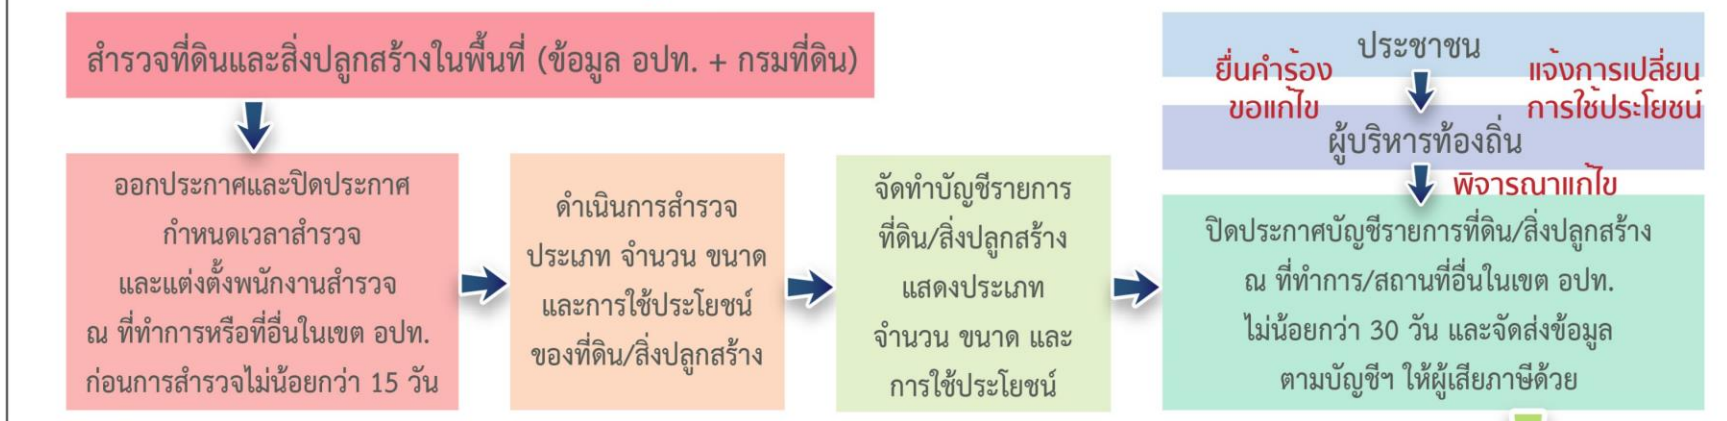 สำรวจที่ดินและสิ่งปลูกสร้างในพื้นที่ (ข้อมูล อปท. + กรมที่ดิน)
ออกประกาศและปิดประกาศ
กำหนดเวลาสำรวจ
และแต่งตั้งพนักงานสำรวจ
ณ ที่ทำการหรือที่อื่นในเขต อปท.
ก่อนการสำรวจไม่น้อยกว่า 15 วัน
ดำเนินการสำรวจ
ประเภท จำนวน ขนาด
และการใช้ประโยชน์
ของที่ดิน/สิ่งปลูกสร้าง
จัดทำบัญชีรายการ
ที่ดิน/สิ่งปลูกสร้าง
แสดงประเภท
จำนวน ขนาด และ
การใช้ประโยชน์
ประชาชน
ยื่นคำร้อง
ขอแก้ไข
แจ้งการเปลี่ยน
การใช้ประโยชน์
ผู้บริหารท้องถิ่น
พิจารณาแก้ไข
ปิดประกาศบัญชีรายการที่ดิน/สิ่งปลูกสร้าง
ณ ที่ทำการ/สถานที่อื่นในเขต อปท.
ไม่น้อยกว่า 30 วัน และจัดส่งข้อมูล
ตามบัญชีฯ ให้ผู้เสียภาษีด้วย